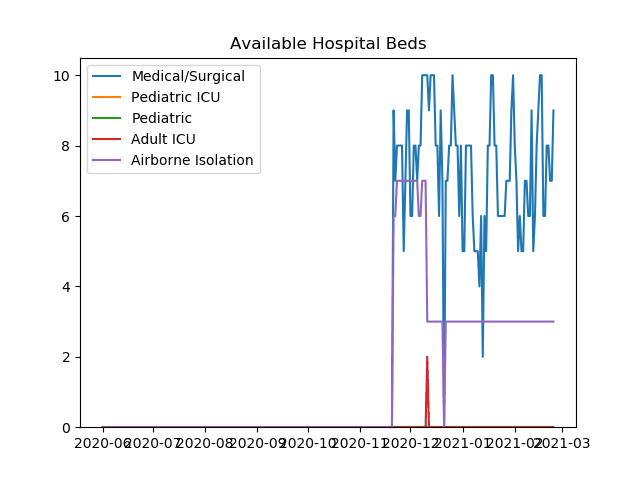 Available Hospital Beds
10
8
6
4
2
0
Medical/Surgical
Pediatric ICU
Pediatric
Adult ICU
Airborne Isolation
2020-06 2020-07 2020-08 2020-09 2020-10 2020-11 2020-12 2021-01 2021-02 2021-03